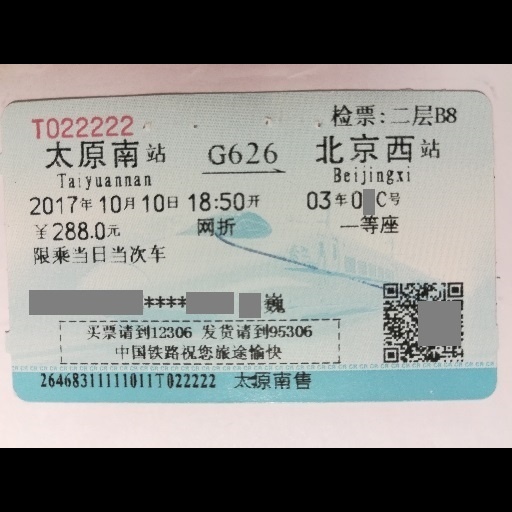 检票:二层B8
T022222
太原南站 G626 北京西站
Taiyuannan Beijingxi
2017年10月10日18:50开 03车0 C号
￥288.0元 网折 一等座
限乘当日当次车
**** 巍
买票请到12306 发货请到95306
中国铁路祝您旅途愉快
26468311111011T022222 太原南售